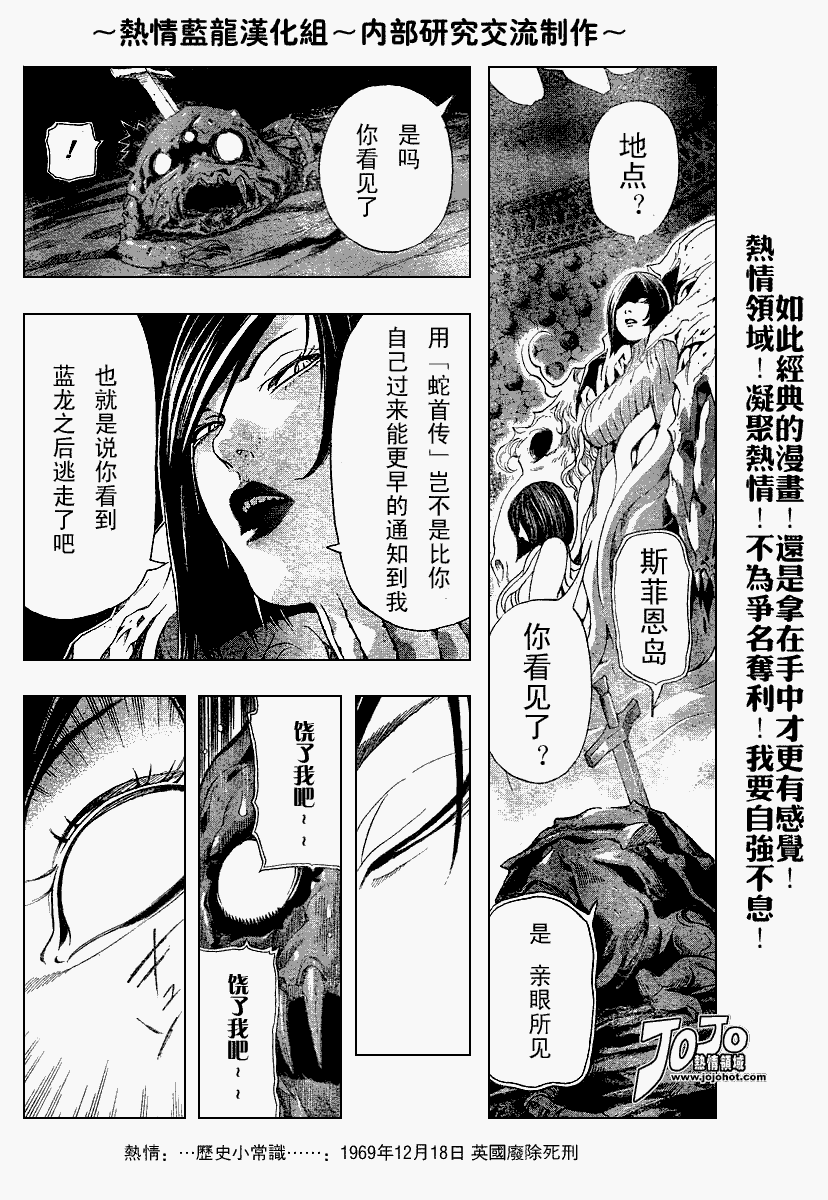 ～熱情藍龍漢化組～内部研究交流制作～
地点？
斯菲恩岛
你看见了？
是 亲眼所见
是吗
你看见了
！
用「蛇首传」岂不是比你
自己过来能更早的通知到我
也就是说你看到
蓝龙之后逃走了吧
饶了我吧~~
饶了我吧~~
如此經典的漫畫！還是拿在手中才更有感覺！
熱情領域！凝聚熱情！不為爭名奪利！我要自強不息！
JOJO
熱情領域
www.jojohot.com
熱情：…歷史小常識……：1969年12月18日 英國廢除死刑